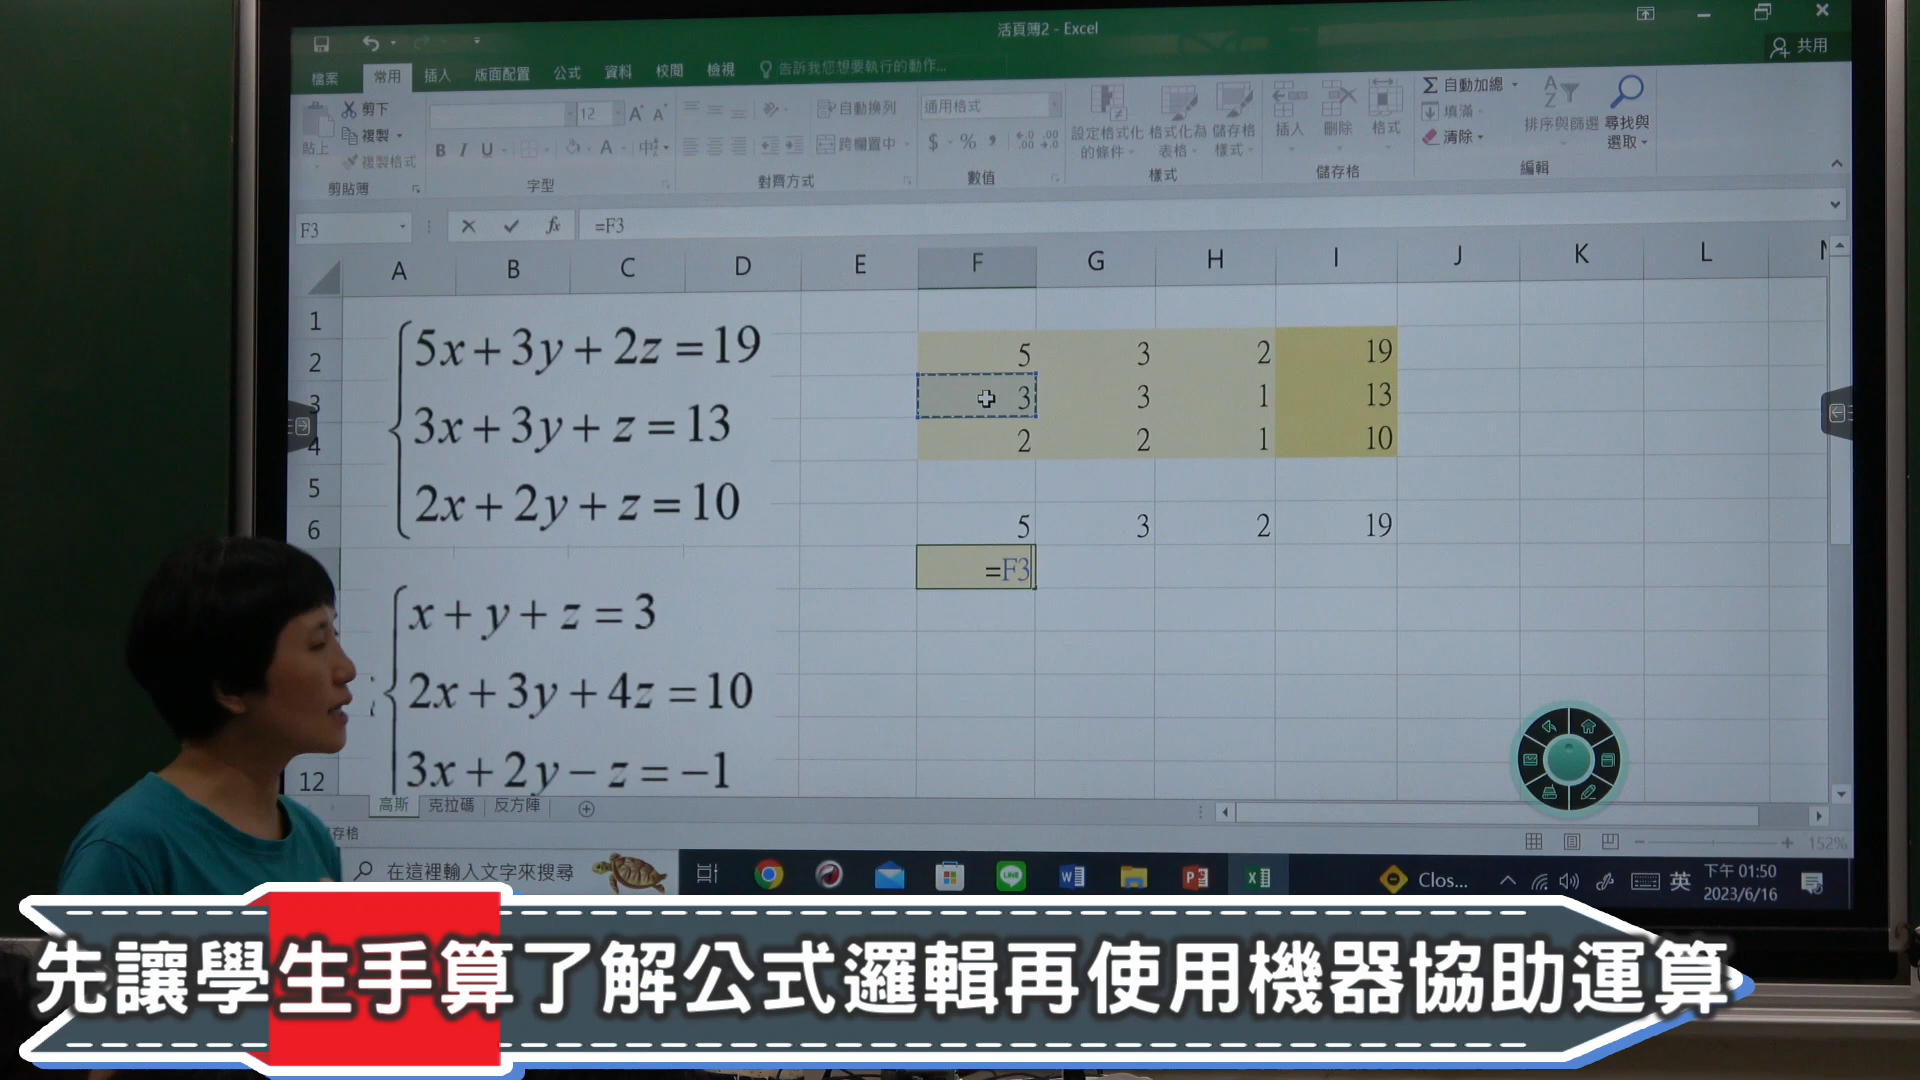 活頁簿2 - Excel
共用
檔案 常用 插入 版面配置 公式 資料 校閱 檢視 告訴我您想要執行的動作...
剪下
複製
複製格式
貼上
剪貼簿
12
B I U
字型
自動換列
跨欄置中
對齊方式
通用格式
$ %
數值
設定格式化的條件
格式化為表格
儲存格樣式
樣式
插入 刪除 格式
儲存格
Σ 自動加總
填滿
清除
排序與篩選 尋找與選取
編輯
F3 fx =F3
A B C D E F G H I J K L
1
2 5 3 2 19
3 3 3 1 13
4 2 2 1 10
5
6 5 3 2 19
=F3
12
5x+3y+2z=19
3x+3y+z=13
2x+2y+z=10
x+y+z=3
2x+3y+4z=10
3x+2y−z=−1
高斯 克拉碼 反方陣
存格
152%
在這裡輸入文字來搜尋
LINE
Clos...
英
下午 01:50
2023/6/16
先讓學生手算了解公式邏輯再使用機器協助運算